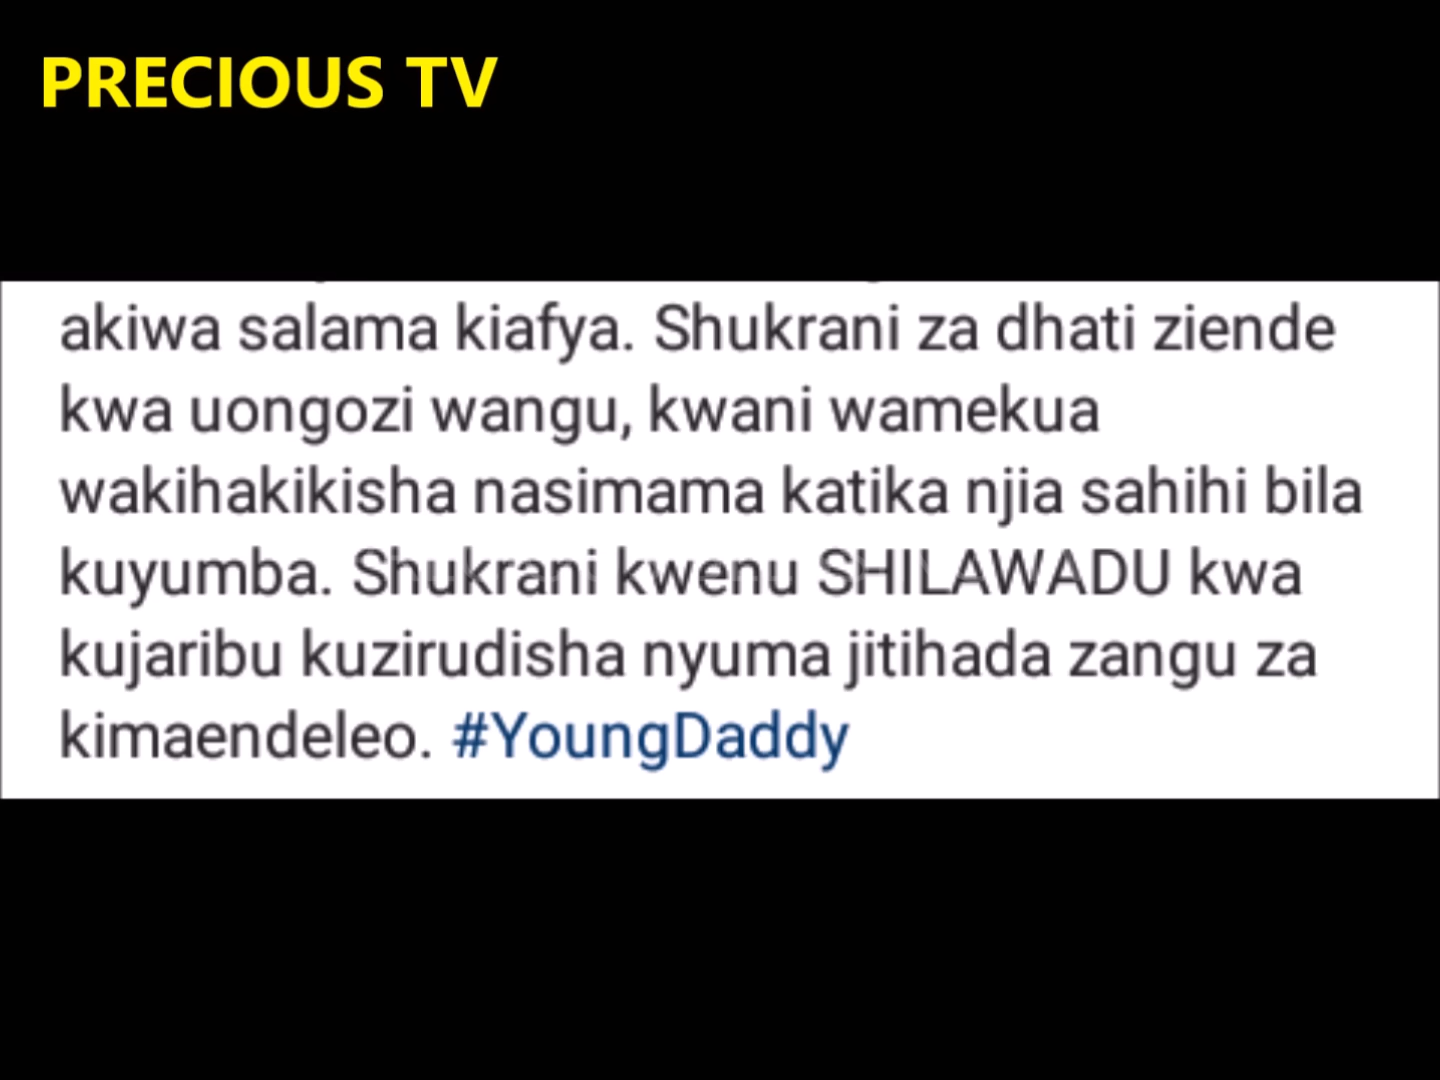 PRECIOUS TV
akiwa salama kiafya. Shukrani za dhati ziende
kwa uongozi wangu, kwani wamekua
wakihakikisha nasimama katika njia sahihi bila
kuyumba. Shukrani kwenu SHILAWADU kwa
kujaribu kuzirudisha nyuma jitihada zangu za
kimaendeleo. #YoungDaddy